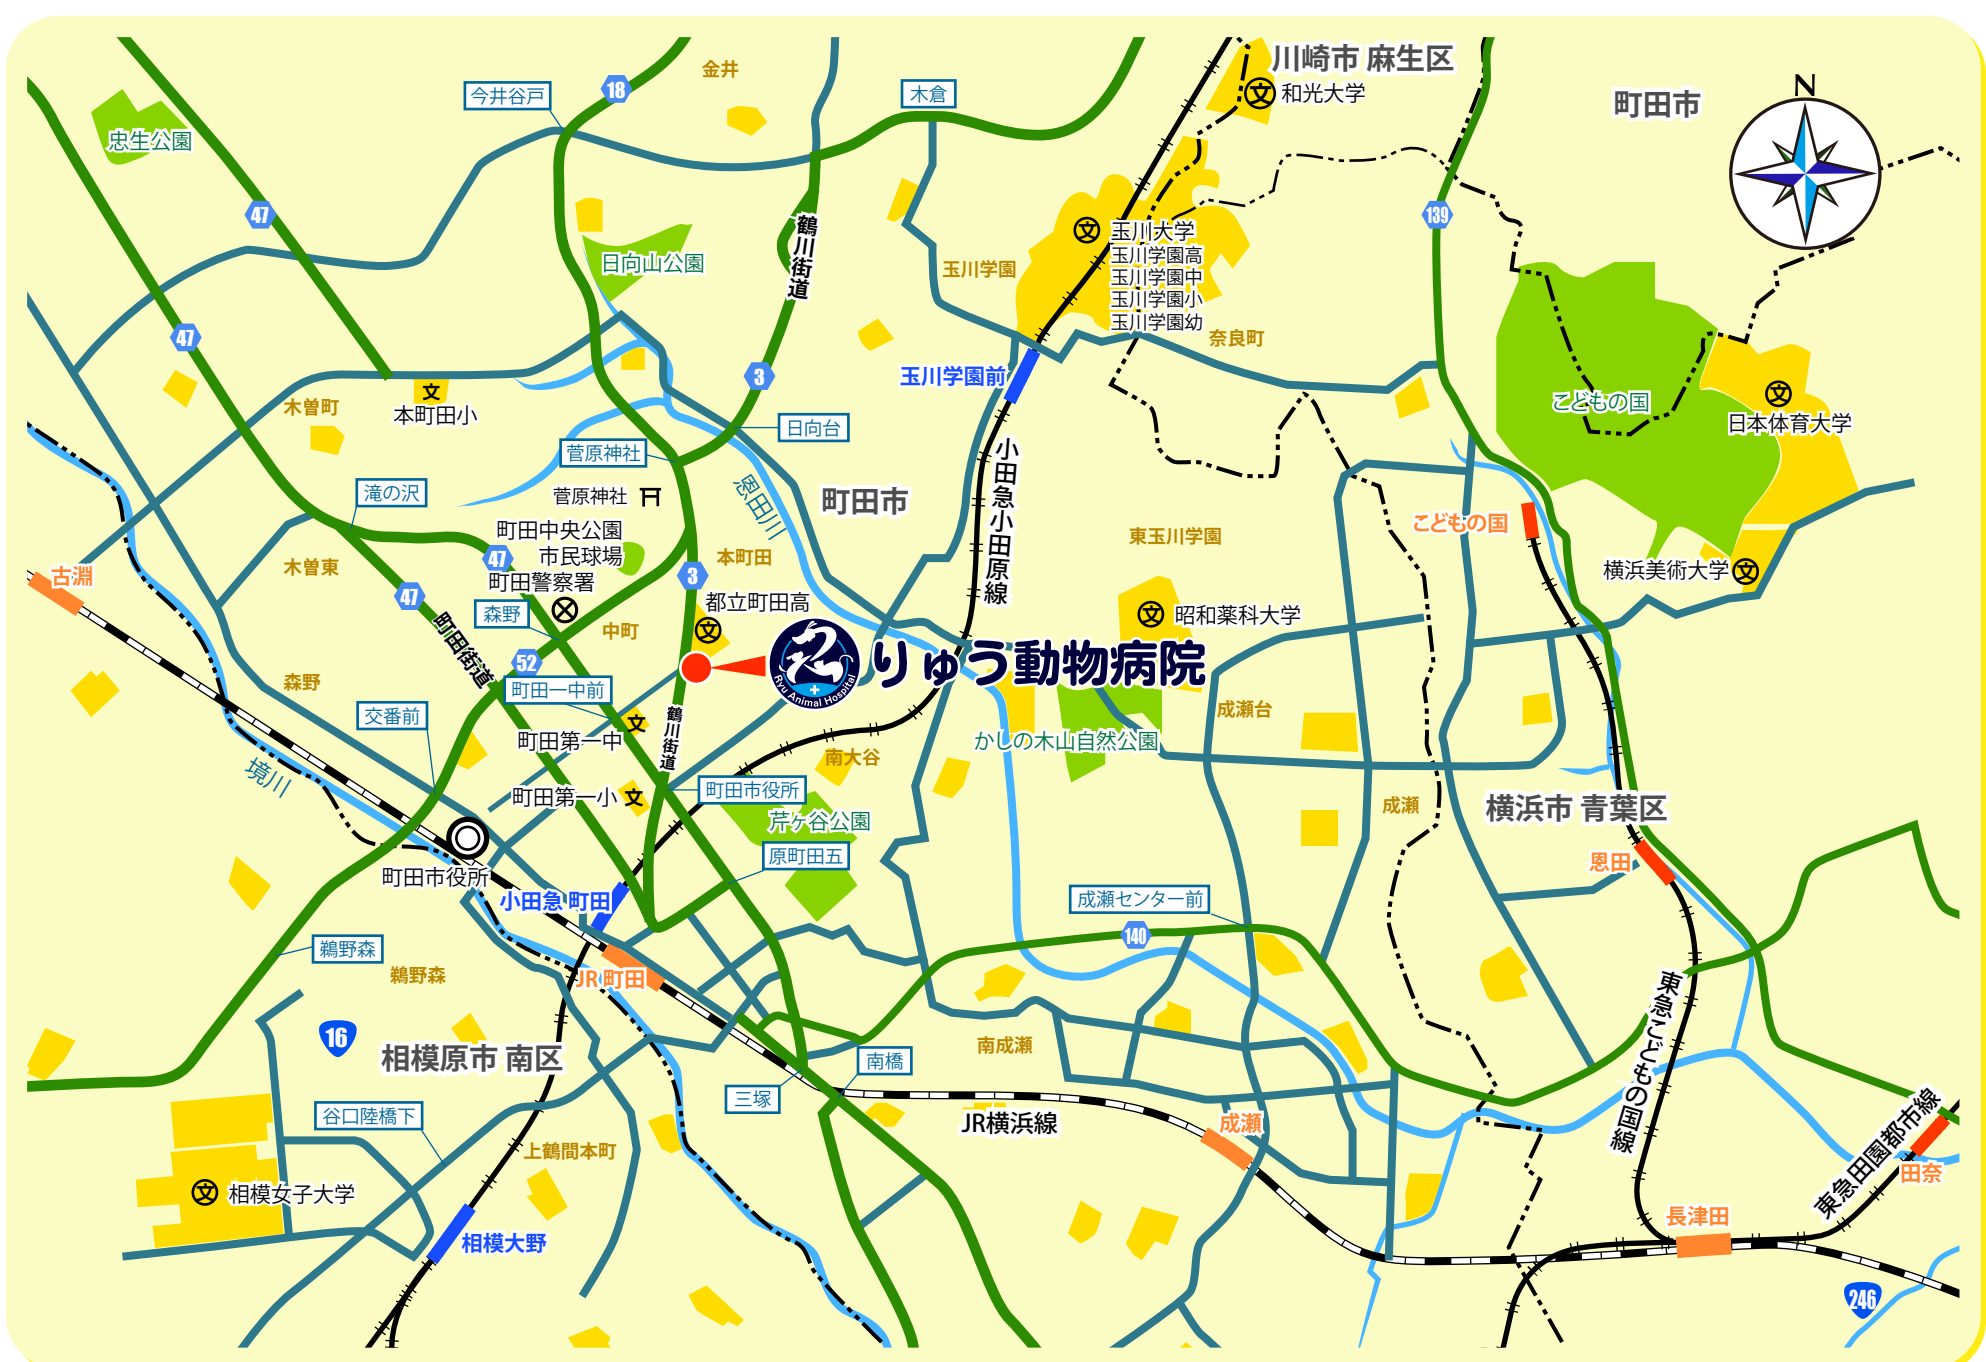 金井
川崎市 麻生区
今井谷戸
18
木倉
和光大学
町田市
N
忠生公園
47
鶴川街道
139
玉川大学
玉川学園高
玉川学園中
玉川学園小
玉川学園幼
日向山公園
玉川学園
奈良町
47
3
玉川学園前
木曽町
本町田小
こどもの国
日本体育大学
日向台
菅原神社
小田急小田原線
滝の沢
菅原神社
恩田川
町田市
こどもの国
町田中央公園
市民球場
47
本町田
東玉川学園
木曽東
町田警察署
3
横浜美術大学
古淵
47
森野
都立町田高
昭和薬科大学
中町
町田街道
52
Ryu Animal Hospital
りゅう動物病院
森野
町田一中前
交番前
鶴川街道
成瀬台
町田第一中
かしの木山自然公園
南大谷
境川
町田第一小
町田市役所
成瀬
横浜市 青葉区
芹ヶ谷公園
原町田五
恩田
町田市役所
小田急 町田
成瀬センター前
140
鵜野森
鵜野森
JR 町田
東急こどもの国線
16
相模原市 南区
南成瀬
南橋
三塚
谷口陸橋下
JR横浜線
成瀬
上鶴間本町
東急田園都市線
田奈
相模女子大学
相模大野
長津田
246
文
文
文
文
文
文
文
文
文
文